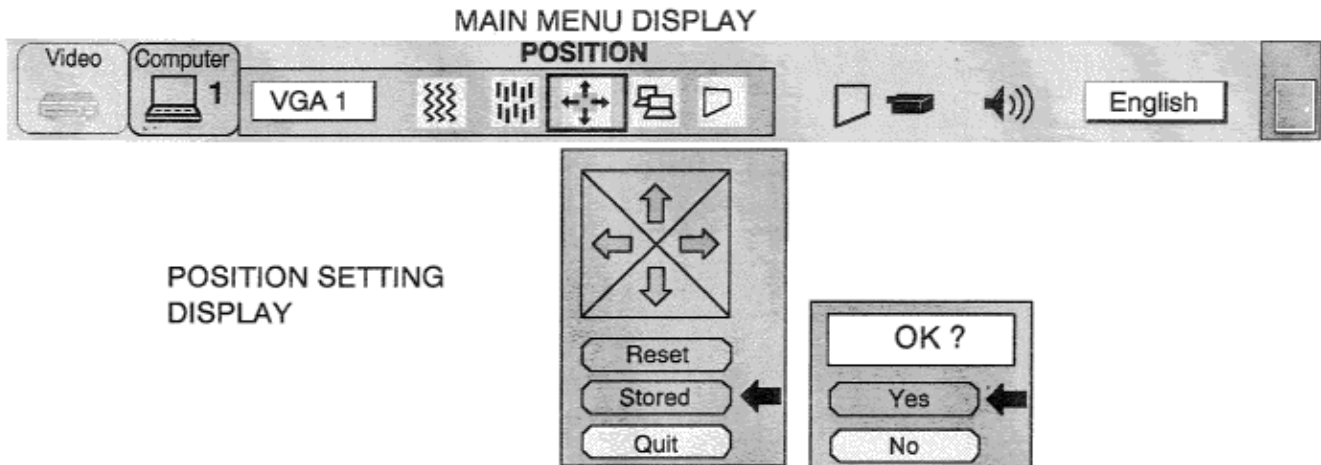 MAIN MENU DISPLAY
POSITION
Video
Computer
1
VGA 1
English
POSITION SETTING
DISPLAY
Reset
Stored
Quit
OK ?
Yes
No